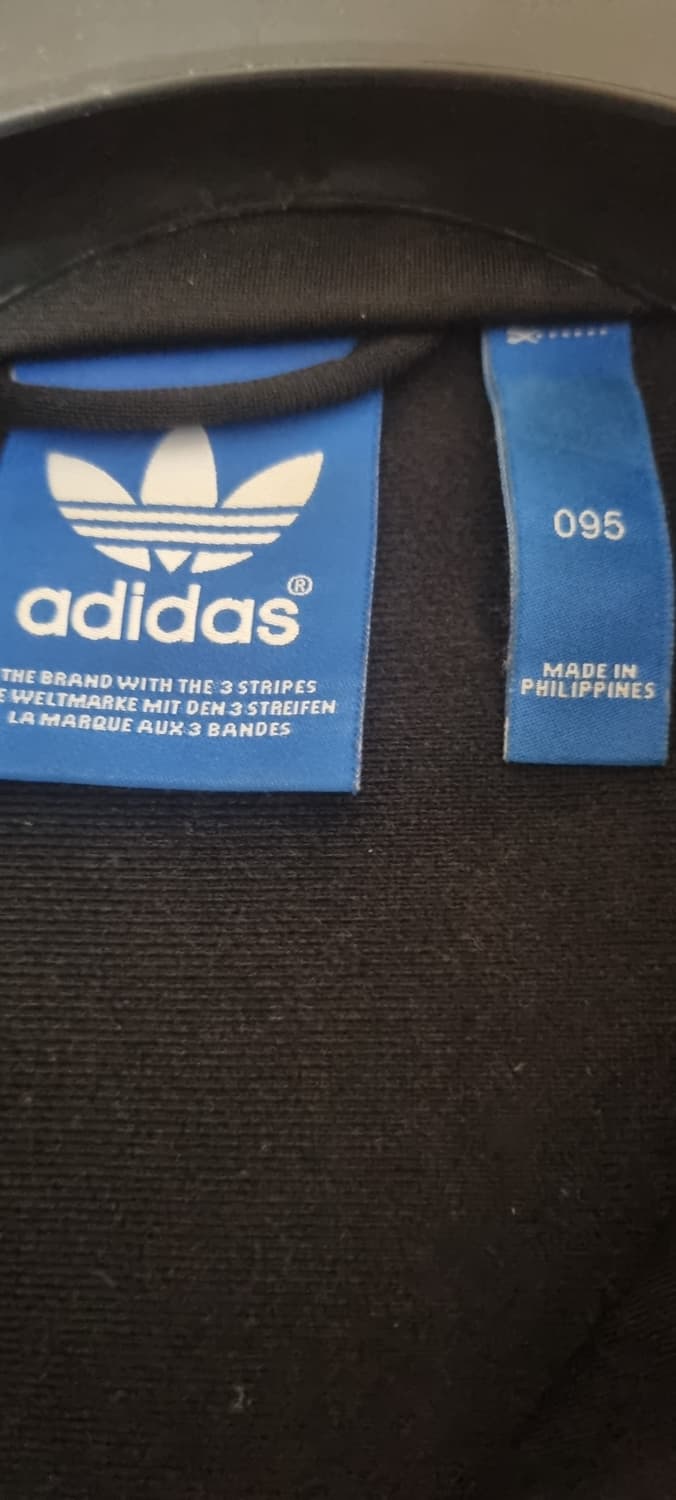 adidas®
THE BRAND WITH THE 3 STRIPES
E WELTMARKE MIT DEN 3 STREIFEN
LA MARQUE AUX 3 BANDES
095
MADE IN
PHILIPPINES